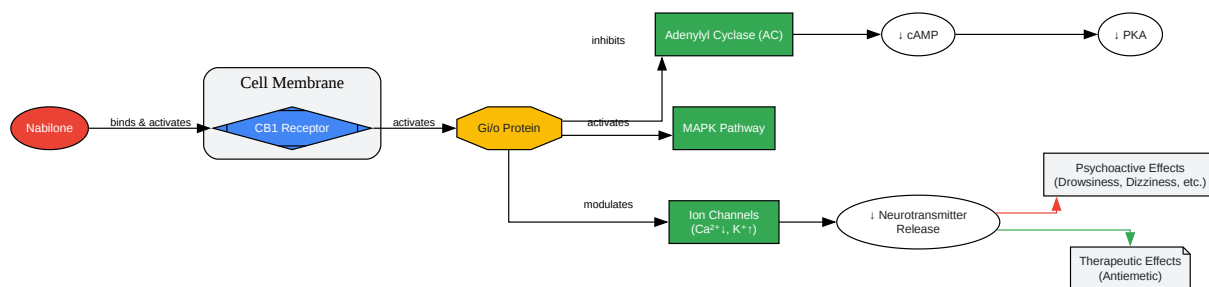 inhibits
Adenylyl Cyclase (AC)
↓ cAMP
↓ PKA
Cell Membrane
Nabilone
binds & activates
CB1 Receptor
activates
Gi/o Protein
activates
MAPK Pathway
modulates
Ion Channels
(Ca²⁺↓, K⁺↑)
↓ Neurotransmitter
Release
Psychoactive Effects
(Drowsiness, Dizziness, etc.)
Therapeutic Effects
(Antiemetic)